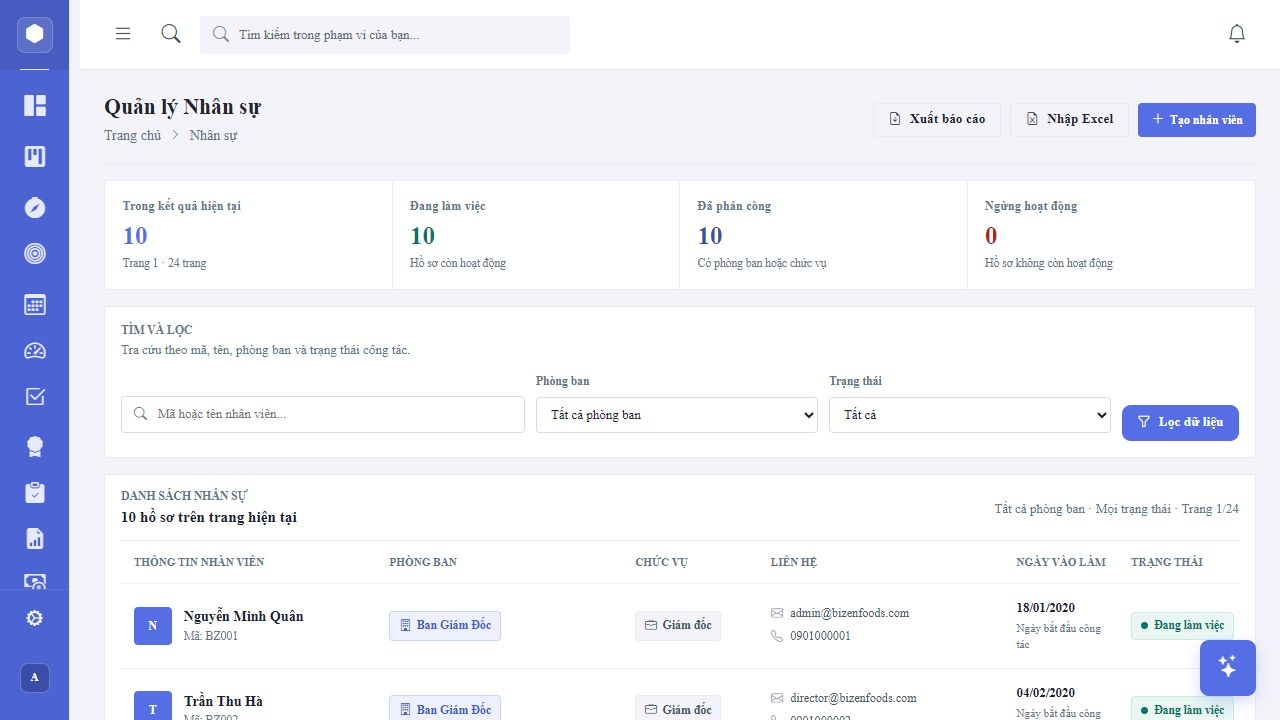 Tìm kiếm trong phạm vi của bạn...
Quản lý Nhân sự
Trang chủ > Nhân sự
Xuất báo cáo
Nhập Excel
+ Tạo nhân viên
Trong kết quả hiện tại
10
Trang 1 · 24 trang
Đang làm việc
10
Hồ sơ còn hoạt động
Đã phân công
10
Có phòng ban hoặc chức vụ
Ngừng hoạt động
0
Hồ sơ không còn hoạt động
TÌM VÀ LỌC
Tra cứu theo mã, tên, phòng ban và trạng thái công tác.
Mã hoặc tên nhân viên...
Phòng ban
Tất cả phòng ban
Trạng thái
Tất cả
Lọc dữ liệu
DANH SÁCH NHÂN SỰ
10 hồ sơ trên trang hiện tại
Tất cả phòng ban · Mọi trạng thái · Trang 1/24
THÔNG TIN NHÂN VIÊN PHÒNG BAN CHỨC VỤ LIÊN HỆ NGÀY VÀO LÀM TRẠNG THÁI
N
Nguyễn Minh Quân
Mã: BZ001
Ban Giám Đốc
Giám đốc
admin@bizenfoods.com
0901000001
18/01/2020
Ngày bắt đầu công
tác
Đang làm việc
T
Trần Thu Hà
Mã: BZ002
Ban Giám Đốc
Giám đốc
director@bizenfoods.com
0901000002
04/02/2020
Ngày bắt đầu công
Đang làm việc
A